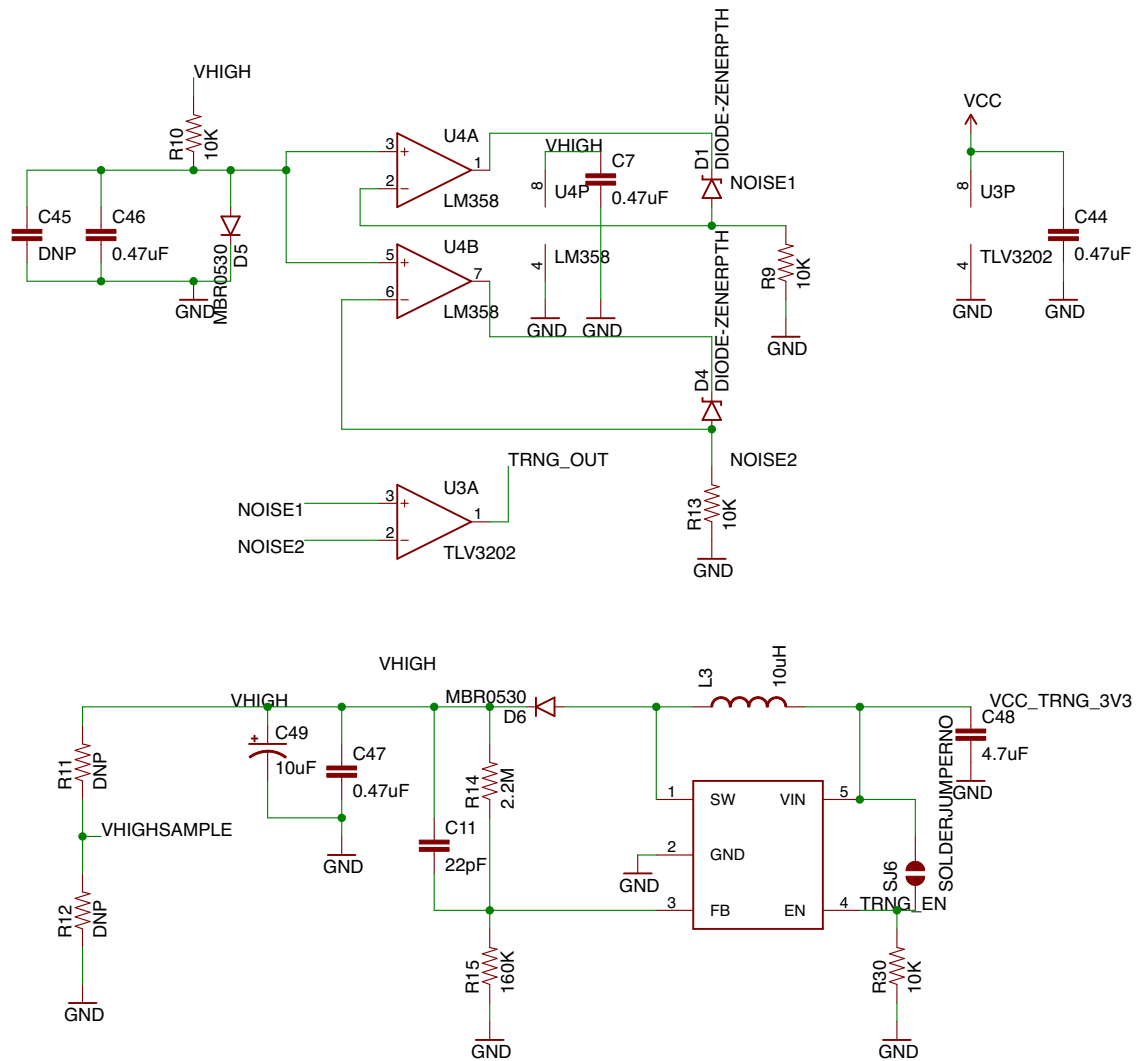 VHIGH
R10
10K
C45
DNP
C46
0.47uF
MBR0530
D5
GND
3
2
1
U4A
LM358
5
6
7
U4B
LM358
VHIGH
8
U4P
4
LM358
GND
C7
0.47uF
GND
D1
DIODE-ZENERPTH
NOISE1
R9
10K
GND
D4
DIODE-ZENERPTH
NOISE2
R13
10K
GND
VCC
8
U3P
4
TLV3202
GND
C44
0.47uF
NOISE1
NOISE2
3
2
1
U3A
TLV3202
TRNG_OUT
VHIGH
VHIGH
R11
DNP
VHIGHSAMPLE
R12
DNP
GND
C49
10uF
+
C47
0.47uF
GND
C11
22pF
R14
2.2M
R15
160K
GND
MBR0530
D6
L3
10uH
VCC_TRNG_3V3
C48
4.7uF
GND
1
SW
VIN
5
2
GND
GND
3
FB
EN
4
SJ6
SOLDERJUMPERNO
TRNG_EN
R30
10K
GND